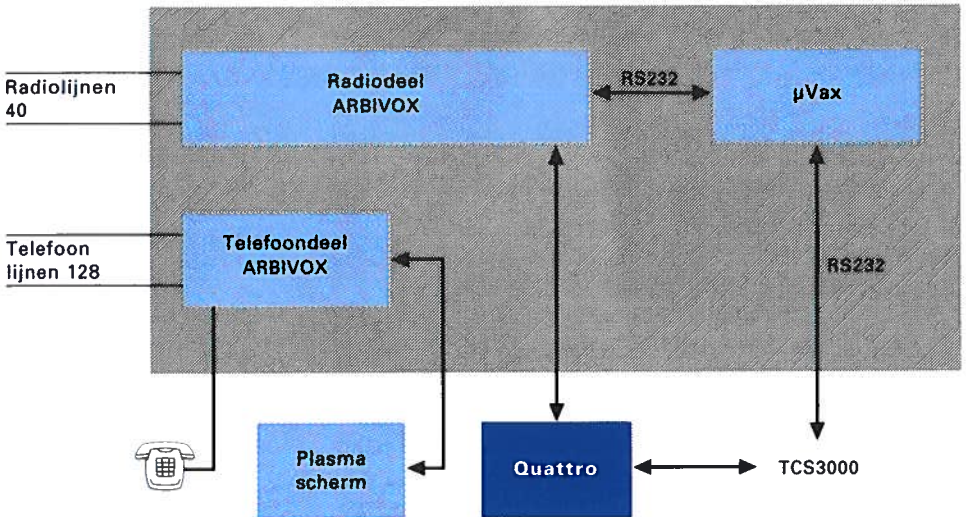 Radiolijnen
40
Radiodeel
ARBIVOX
RS232
µVax
Telefoon
lijnen 128
Telefoondeel
ARBIVOX
RS232
Plasma
scherm
Quattro
TCS3000